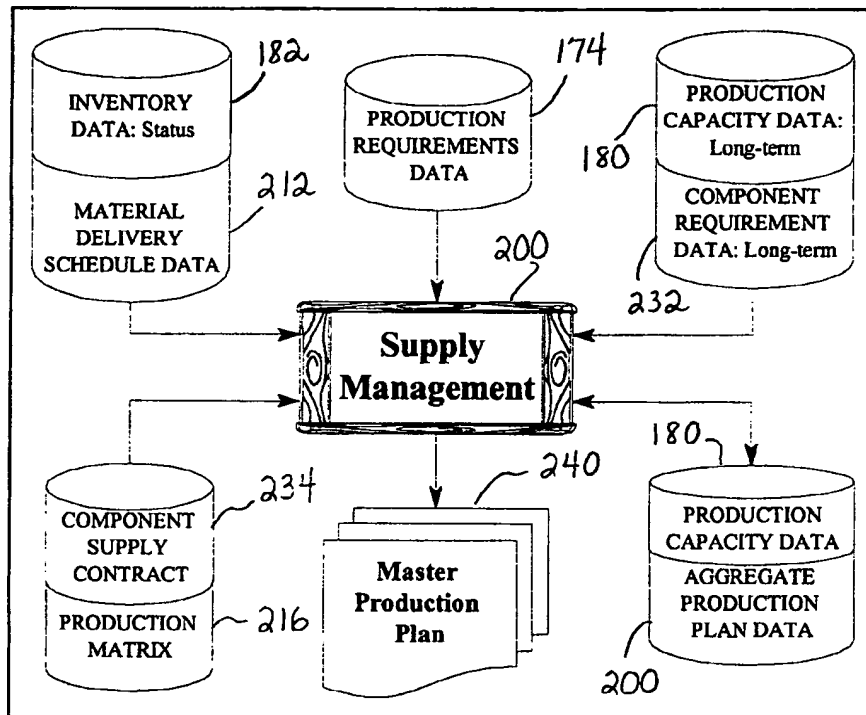 182
INVENTORY
DATA: Status
212
MATERIAL
DELIVERY
SCHEDULE DATA
174
PRODUCTION
REQUIREMENTS
DATA
180
PRODUCTION
CAPACITY DATA:
Long-term
COMPONENT
REQUIREMENT
DATA: Long-term
232
200
Supply
Management
234
COMPONENT
SUPPLY
CONTRACT
PRODUCTION
MATRIX
216
240
Master
Production
Plan
180
PRODUCTION
CAPACITY DATA
AGGREGATE
PRODUCTION
PLAN DATA
200